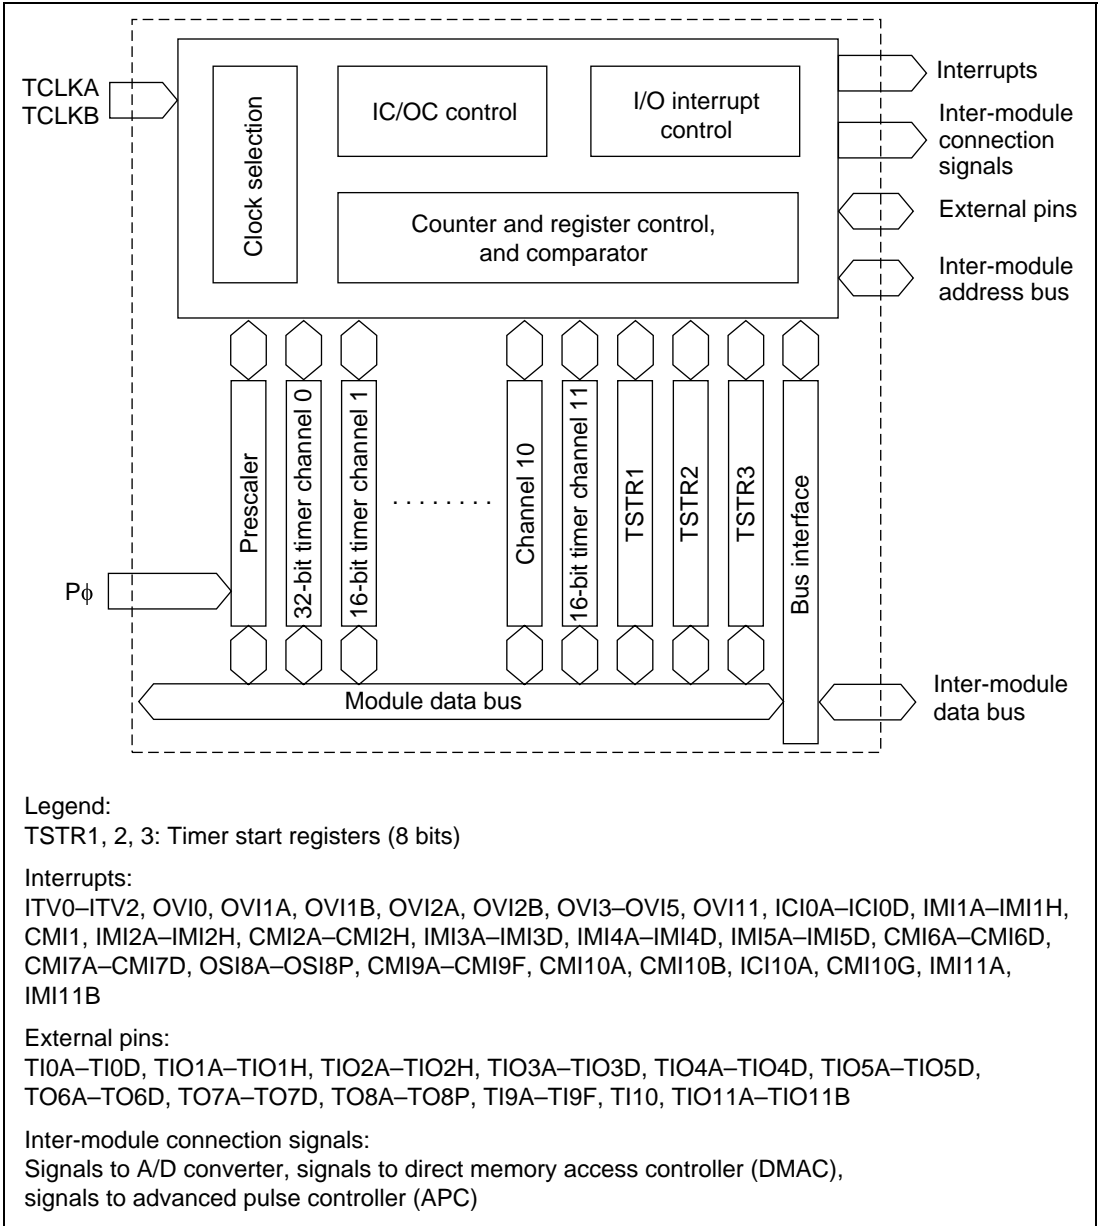 TCLKA
TCLKB
Clock selection
IC/OC control
I/O interrupt
control
Counter and register control,
and comparator
Interrupts
Inter-module
connection
signals
External pins
Inter-module
address bus
Prescaler
32-bit timer channel 0
16-bit timer channel 1
. . . . . . . .
Channel 10
16-bit timer channel 11
TSTR1
TSTR2
TSTR3
Bus interface
Pϕ
Module data bus
Inter-module
data bus
Legend:
TSTR1, 2, 3: Timer start registers (8 bits)
Interrupts:
ITV0–ITV2, OVI0, OVI1A, OVI1B, OVI2A, OVI2B, OVI3–OVI5, OVI11, ICI0A–ICI0D, IMI1A–IMI1H,
CMI1, IMI2A–IMI2H, CMI2A–CMI2H, IMI3A–IMI3D, IMI4A–IMI4D, IMI5A–IMI5D, CMI6A–CMI6D,
CMI7A–CMI7D, OSI8A–OSI8P, CMI9A–CMI9F, CMI10A, CMI10B, ICI10A, CMI10G, IMI11A,
IMI11B
External pins:
TI0A–TI0D, TIO1A–TIO1H, TIO2A–TIO2H, TIO3A–TIO3D, TIO4A–TIO4D, TIO5A–TIO5D,
TO6A–TO6D, TO7A–TO7D, TO8A–TO8P, TI9A–TI9F, TI10, TIO11A–TIO11B
Inter-module connection signals:
Signals to A/D converter, signals to direct memory access controller (DMAC),
signals to advanced pulse controller (APC)